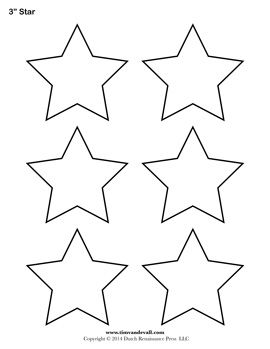 3" Star
www.timvandevall.com
Copyright © 2014 Dutch Renaissance Press LLC